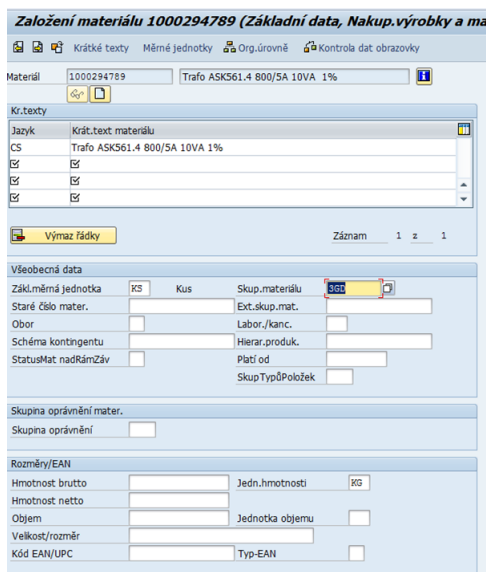 Založení materiálu 1000294789 (Základní data, Nakup.výrobky a ma
Krátké texty Měrné jednotky Org.úrovně Kontrola dat obrazovky
Materiál 1000294789 Trafo ASK561.4 800/5A 10VA 1%
Kr.texty
Jazyk Krát.text materiálu
CS Trafo ASK561.4 800/5A 10VA 1%
Výmaz řádky Záznam 1 z 1
Všeobecná data
Zákl.měrná jednotka KS Kus Skup.materiálu 3GD
Staré číslo mater. Ext.skup.mat.
Obor Labor./kanc.
Schéma kontingentu Hierar.produk.
StatusMat nadRámZáv Platí od
SkupTypůPoložek
Skupina oprávnění mater.
Skupina oprávnění
Rozměry/EAN
Hmotnost brutto Jedn.hmotnosti KG
Hmotnost netto
Objem Jednotka objemu
Velikost/rozměr
Kód EAN/UPC Typ-EAN